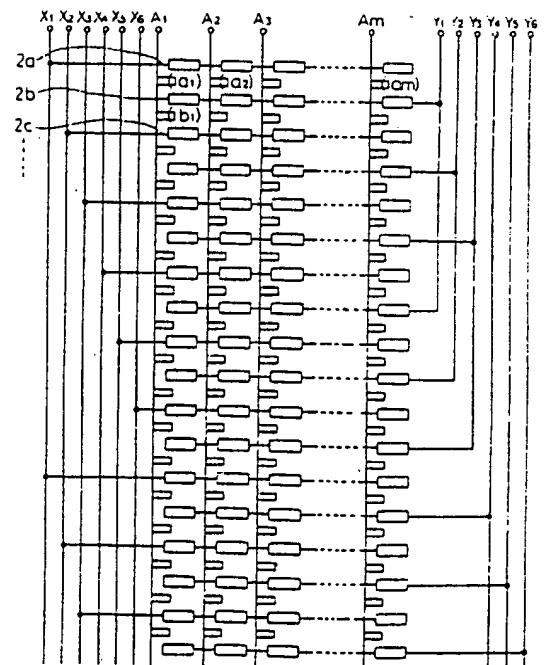 X1 X2 X3 X4 X5 X6 A1 A2 A3 Am Y1 Y2 Y3 Y4 Y5 Y6
2a
(a1) (a2) (am)
2b
(b1)
2c